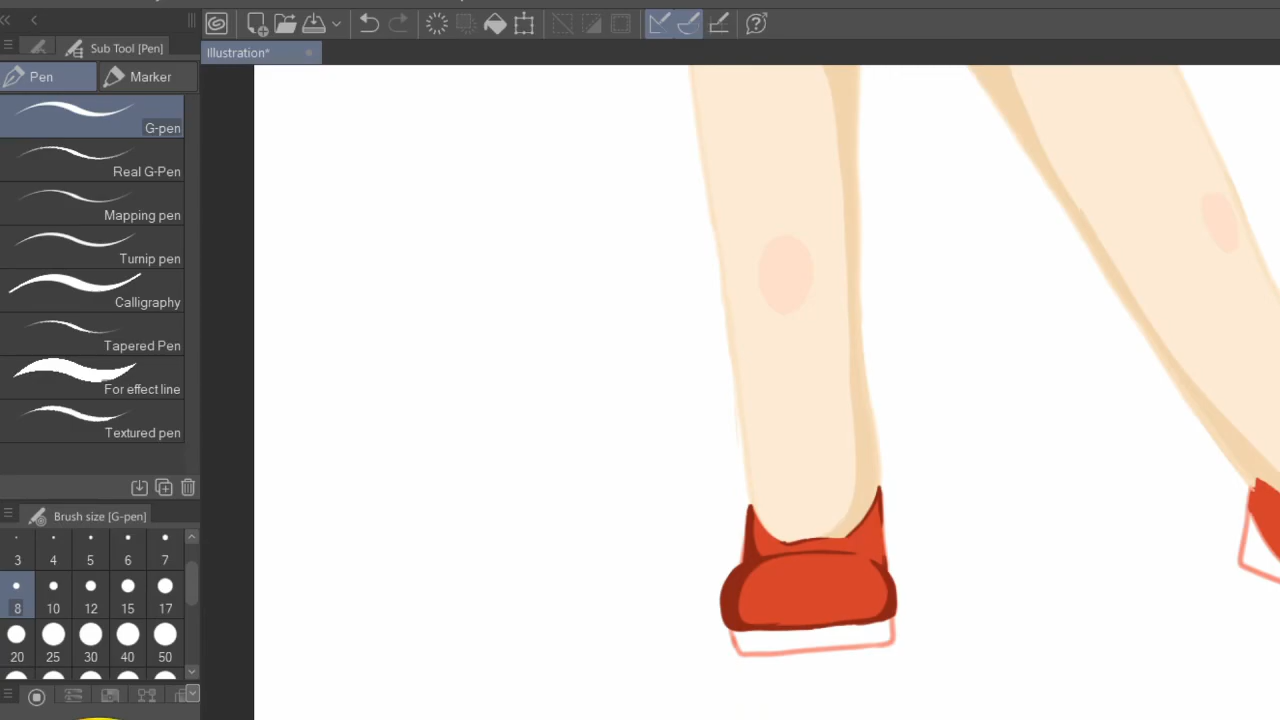 Sub Tool [Pen]
Illustration*
Pen
Marker
G-pen
Real G-Pen
Mapping pen
Turnip pen
Calligraphy
Tapered Pen
For effect line
Textured pen
Brush size [G-pen]
3 4 5 6 7
8 10 12 15 17
20 25 30 40 50